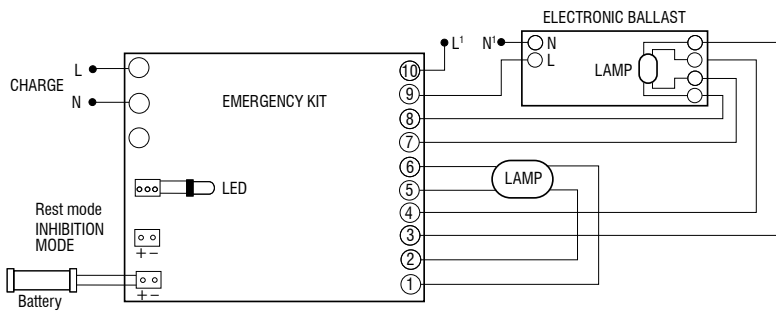 ELECTRONIC BALLAST
L¹
N¹
N
L
LAMP
CHARGE
L
N
EMERGENCY KIT
10
9
8
7
6
5
4
3
2
1
LAMP
LED
Rest mode
INHIBITION
MODE
+ -
+ -
Battery